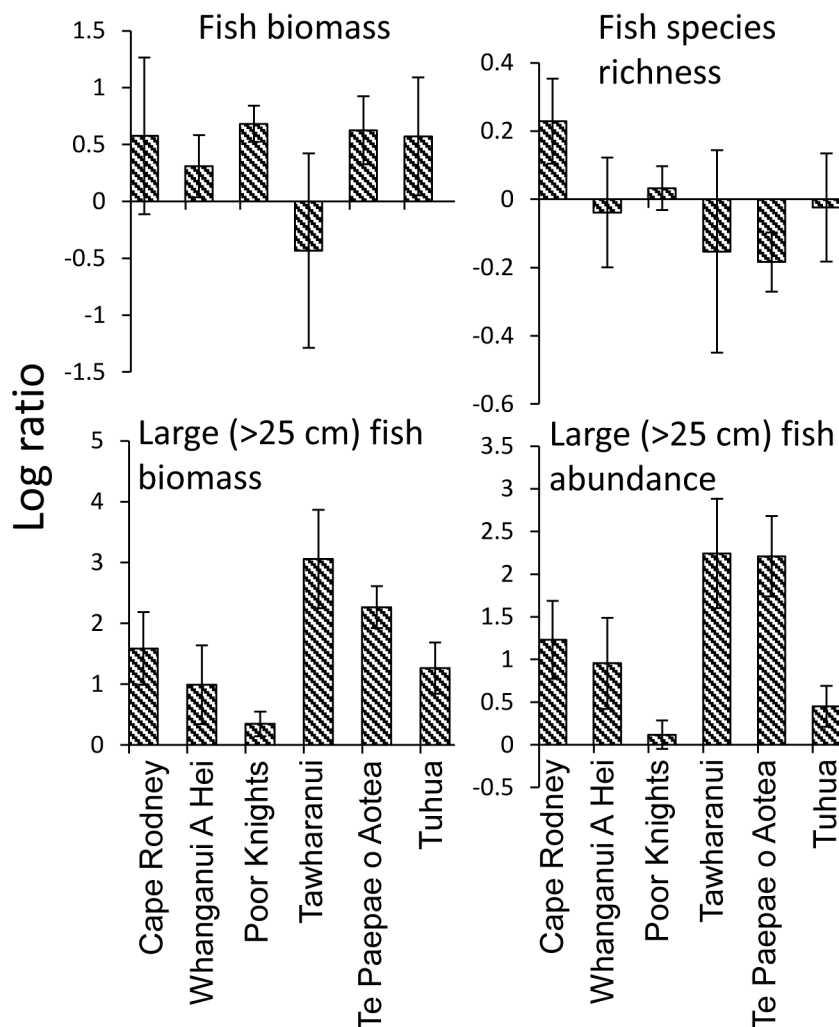 Fish biomass
1.5
1
0.5
0
-0.5
-1
-1.5
Fish species
richness
0.4
0.2
0
-0.2
-0.4
-0.6
Log ratio
Large (>25 cm) fish
biomass
5
4
3
2
1
0
Large (>25 cm) fish
abundance
3.5
3
2.5
2
1.5
1
0.5
0
-0.5
Cape Rodney
Whanganui A Hei
Poor Knights
Tawharanui
Te Paepae o Aotea
Tuhua
Cape Rodney
Whanganui A Hei
Poor Knights
Tawharanui
Te Paepae o Aotea
Tuhua